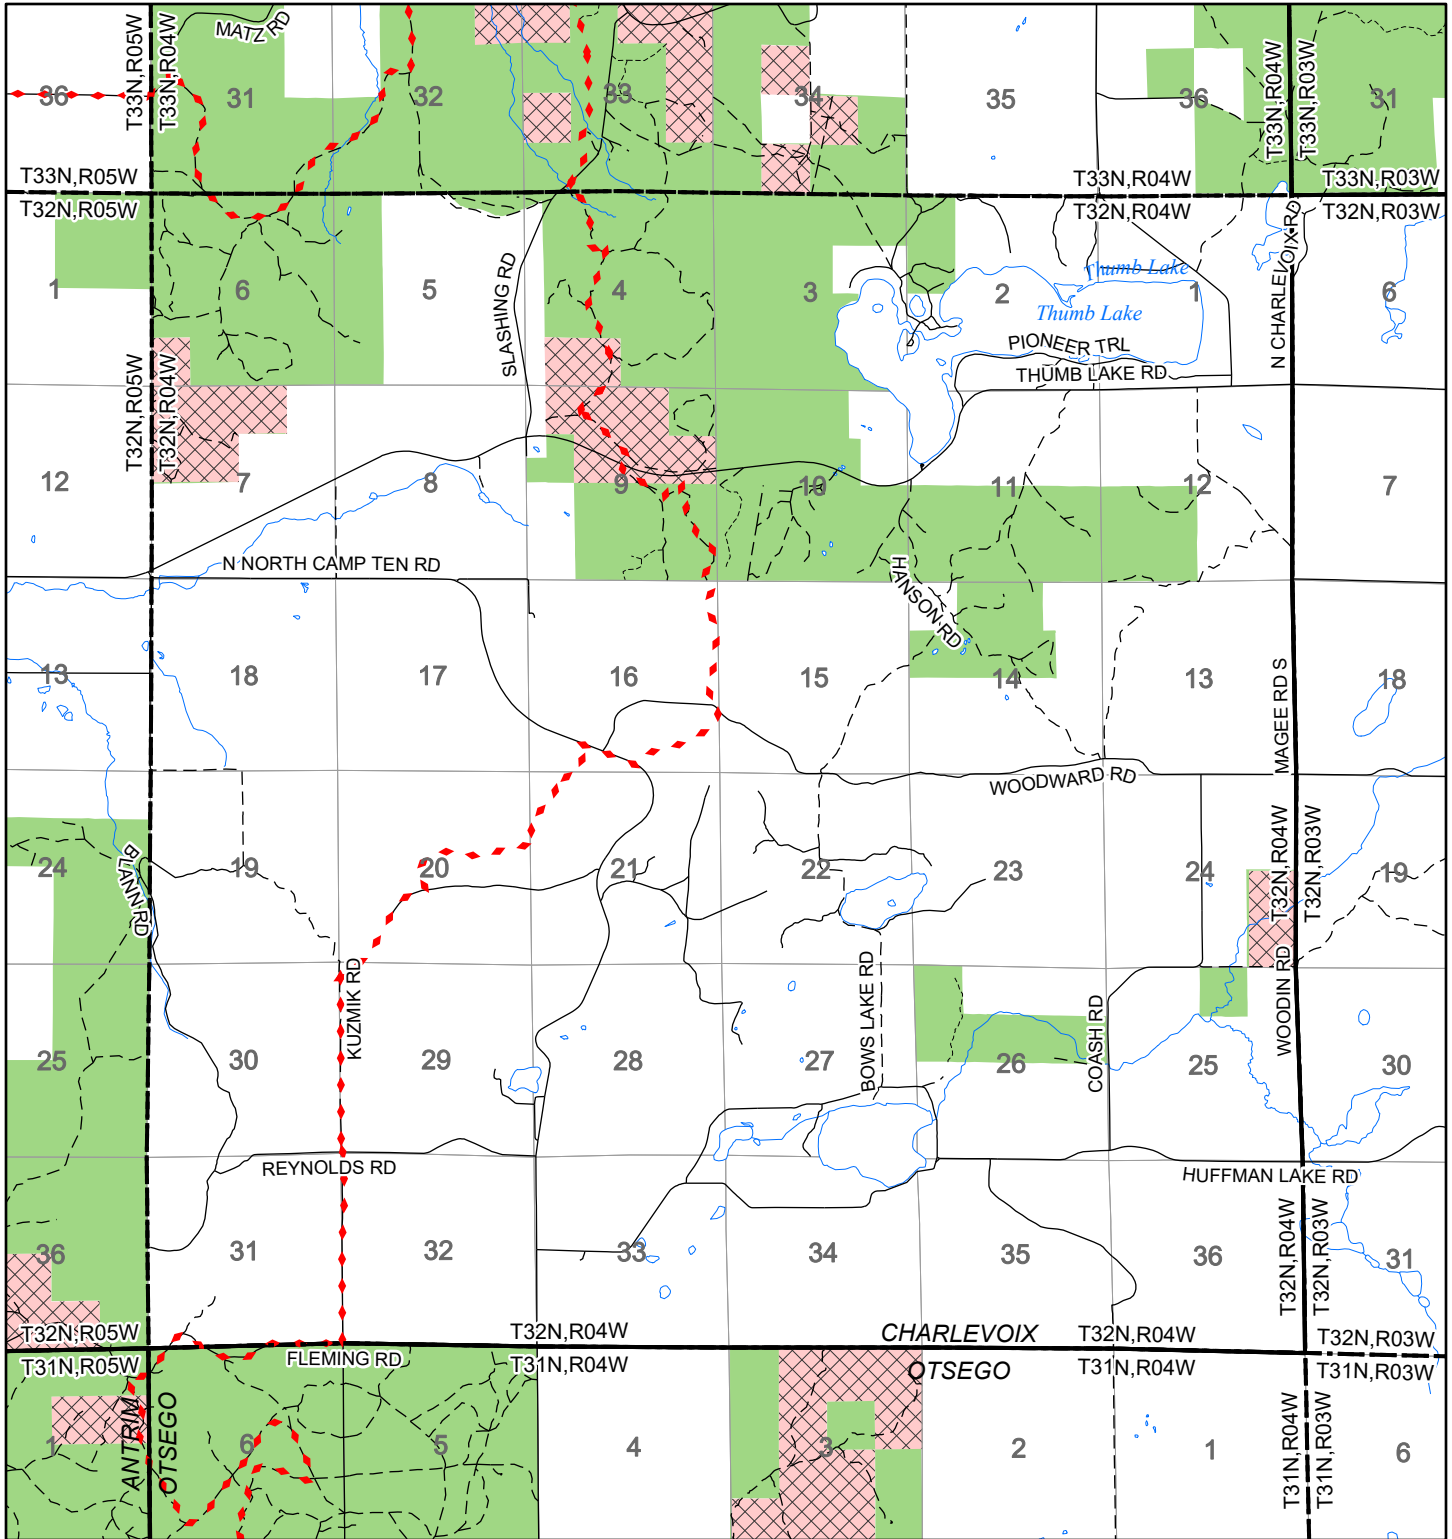 MATZ RD
T33N,R05W
T33N,R04W
T33N,R04W
T33N,R03W
36
31
32
33
34
35
36
31
T33N,R05W
T33N,R04W
T33N,R03W
T32N,R05W
T32N,R04W
T32N,R03W
1
6
5
4
3
2
1
6
SLASHING RD
Thumb Lake
Thumb Lake
N CHARLEVOIX RD
PIONEER TRL
THUMB LAKE RD
T32N,R05W
T32N,R04W
12
7
8
9
10
11
12
7
N NORTH CAMP TEN RD
HANSON RD
13
18
17
16
15
14
13
18
MAGEE RD S
WOODWARD RD
24
19
20
21
22
23
24
19
BLANN RD
T32N,R04W
T32N,R03W
KUZMIK RD
BOWS LAKE RD
COASH RD
WOODIN RD
25
30
29
28
27
26
25
30
REYNOLDS RD
HUFFMAN LAKE RD
36
31
32
33
34
35
36
31
T32N,R04W
T32N,R03W
T32N,R05W
T32N,R04W
CHARLEVOIX
T32N,R04W
T32N,R03W
T31N,R05W
FLEMING RD
T31N,R04W
OTSEGO
T31N,R04W
T31N,R03W
ANTRIM
OTSEGO
1
6
5
4
3
2
1
6
T31N,R04W
T31N,R03W